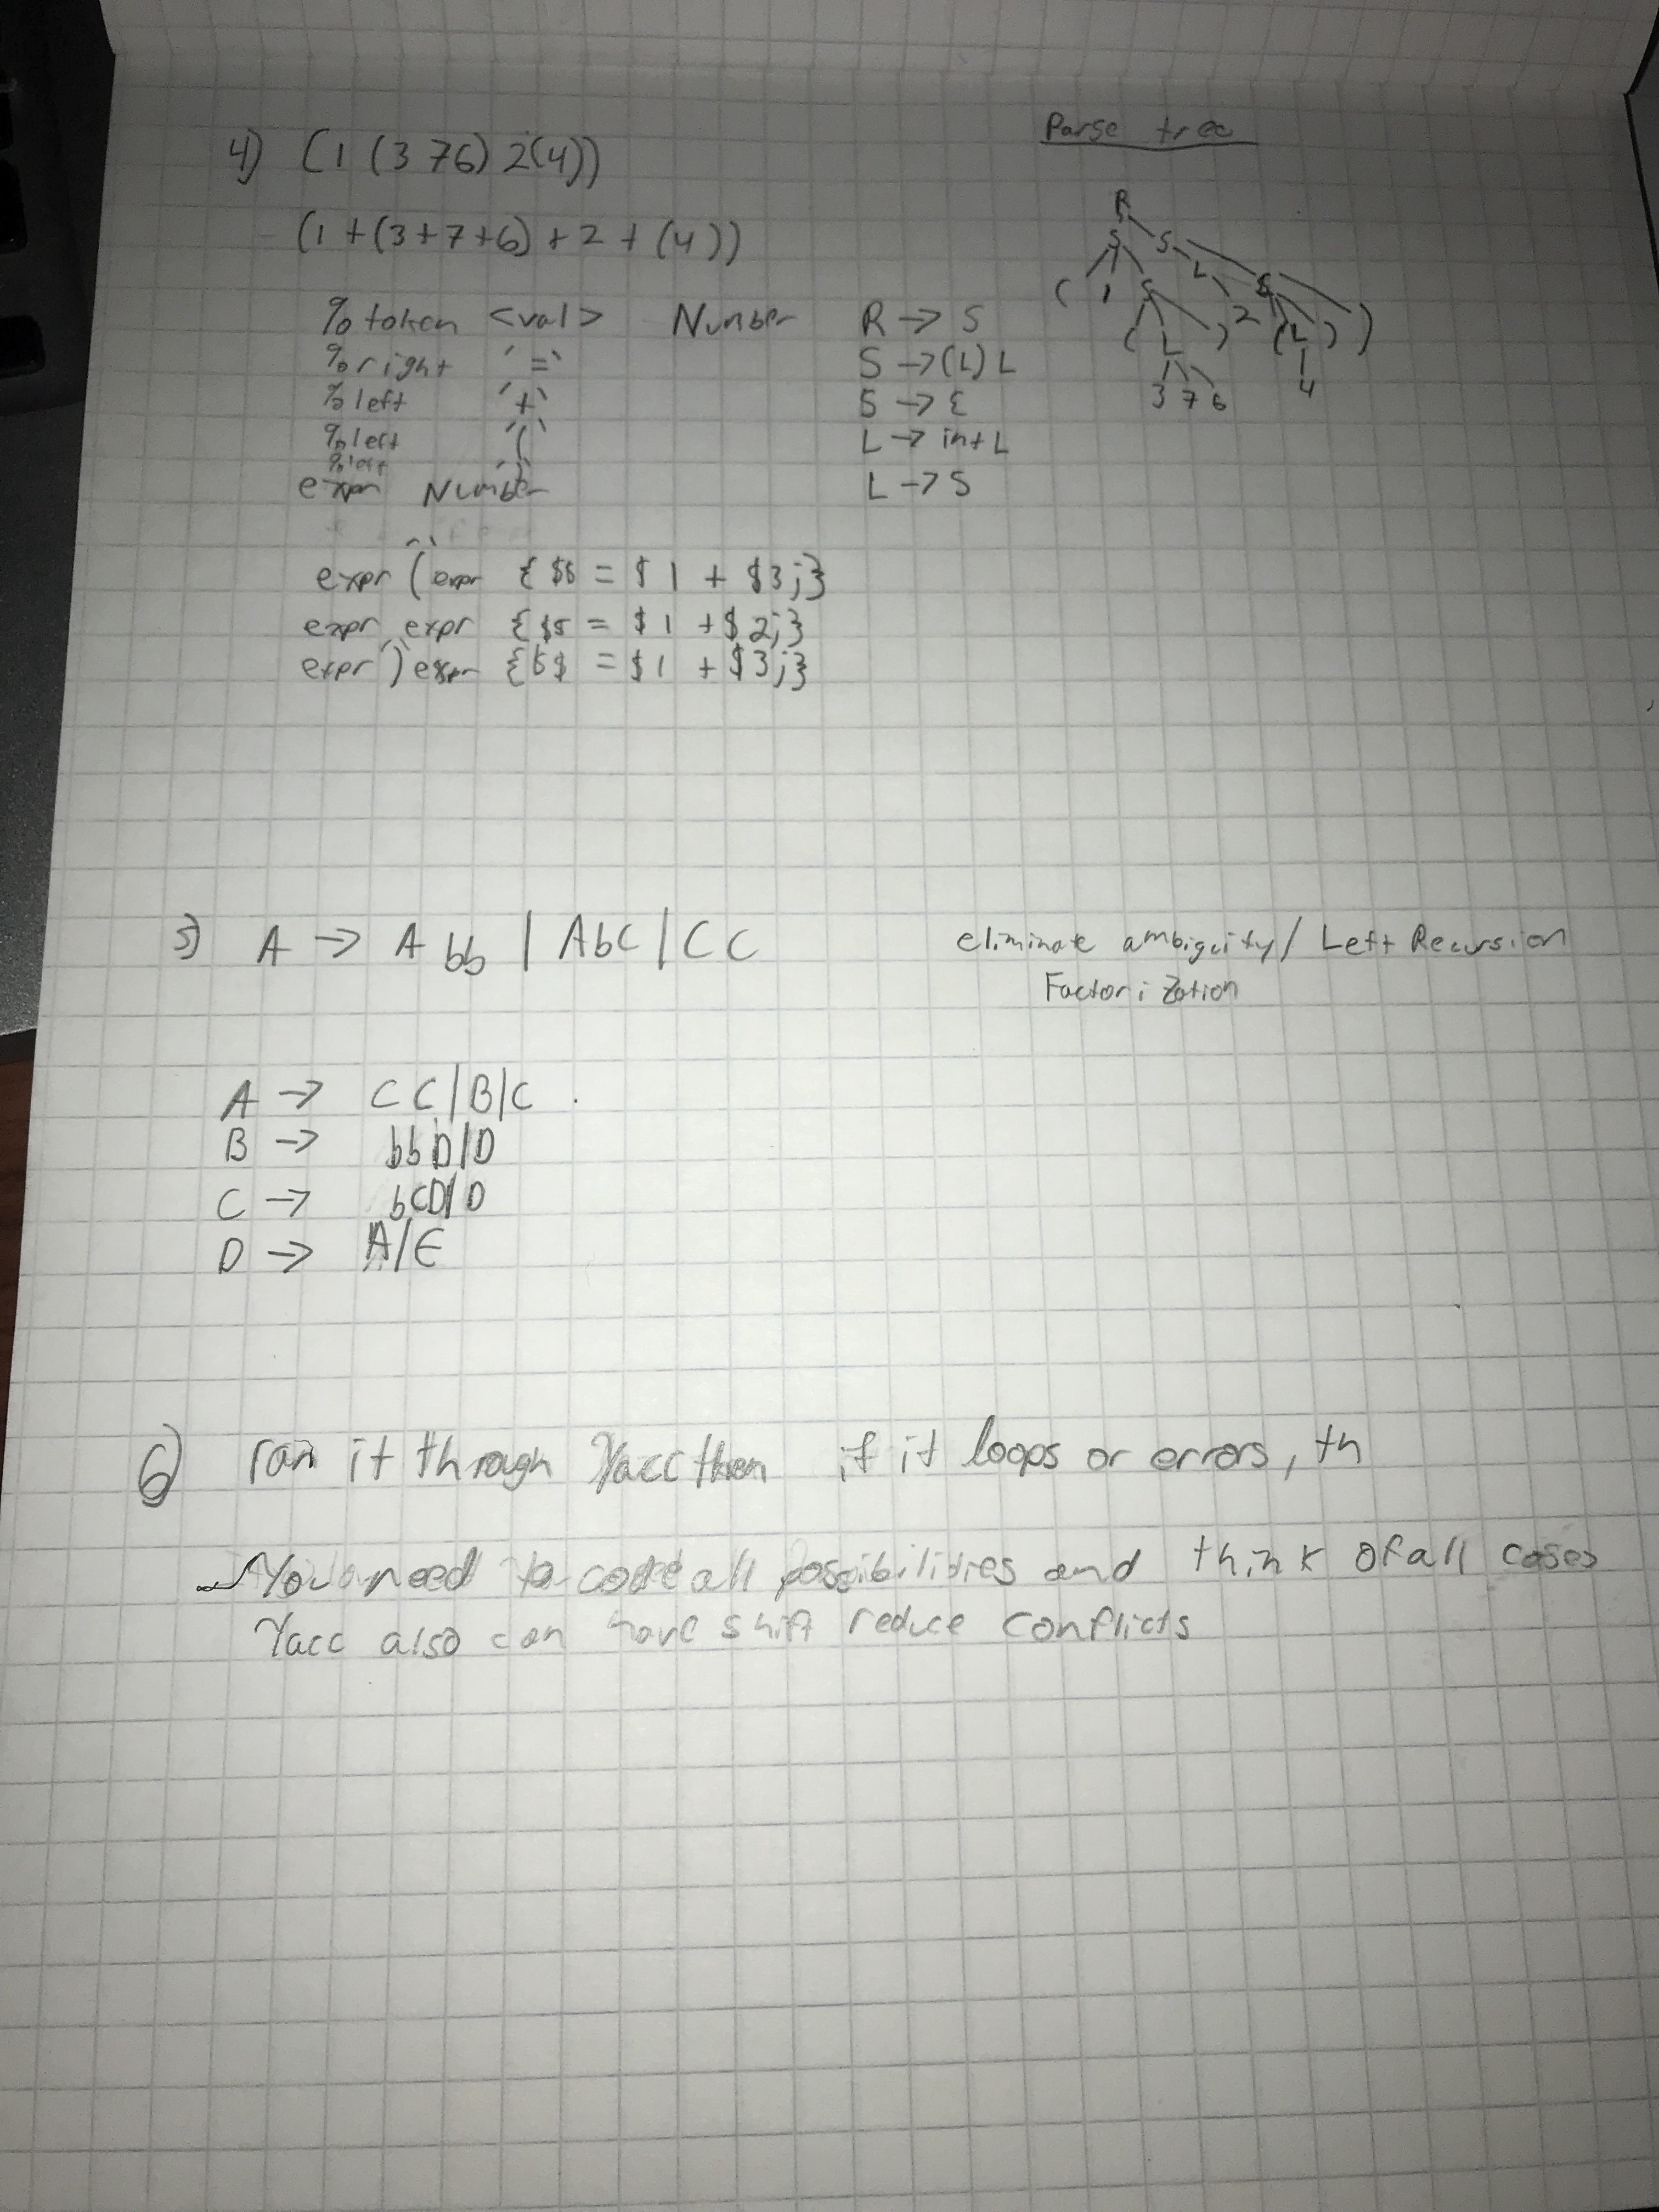 Parse tree
4) (1 (3 76) 2(4))
(1 + (3+7+6) + 2 + (4))
% token <val> Number
% right '='
% left '+'
% left '('
% left ')'
expr Number
expr '(' expr { $$ = $1 + $3; }
expr expr { $$ = $1 + $2; }
expr ')' expr { $$ = $1 + $3; }
R → S
S → (L) L
S → ε
L → int L
L → S
R
S S
L S
( 1 S 2 ( L ) )
( L ) 4
3 7 6
5) A → A bb | AbC | CC
eliminate ambiguity / Left Recursion
Factorization
A → CC | B | C
B → bbD | D
C → bCD | D
D → A | ε
6) ran it through Yacc then if it loops or errors, th
You need to code all possibilities and think of all cases
Yacc also can have shift reduce conflicts